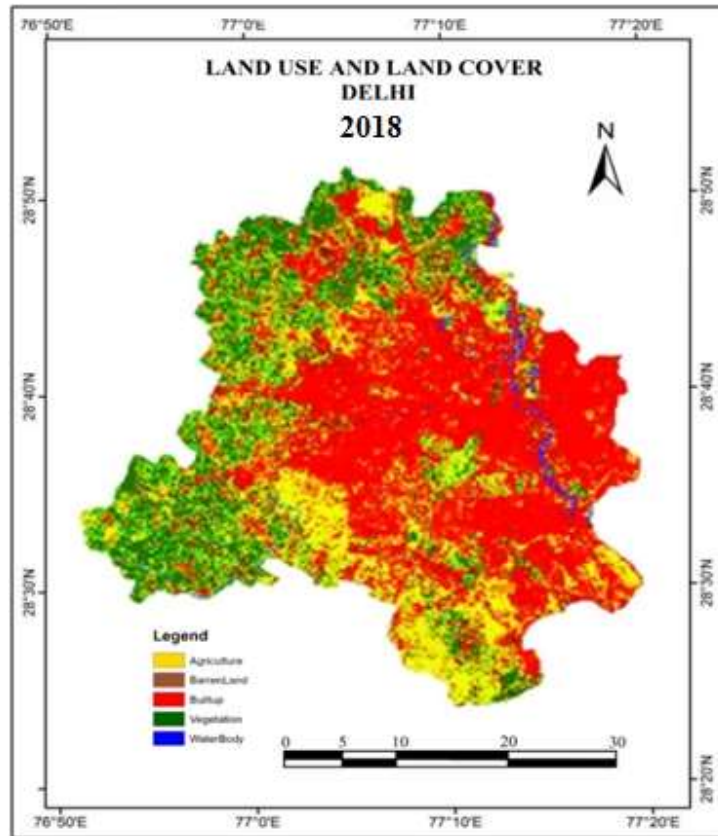 76°50'E 77°0'E 77°10'E 77°20'E
LAND USE AND LAND COVER
DELHI
2018
N
28°50'N 28°50'N
28°40'N 28°40'N
28°30'N 28°30'N
Legend
Agriculture
BarrenLand
Builtup
Vegetation
WaterBody
0 5 10 20 30
28°20'N
76°50'E 77°0'E 77°10'E 77°20'E